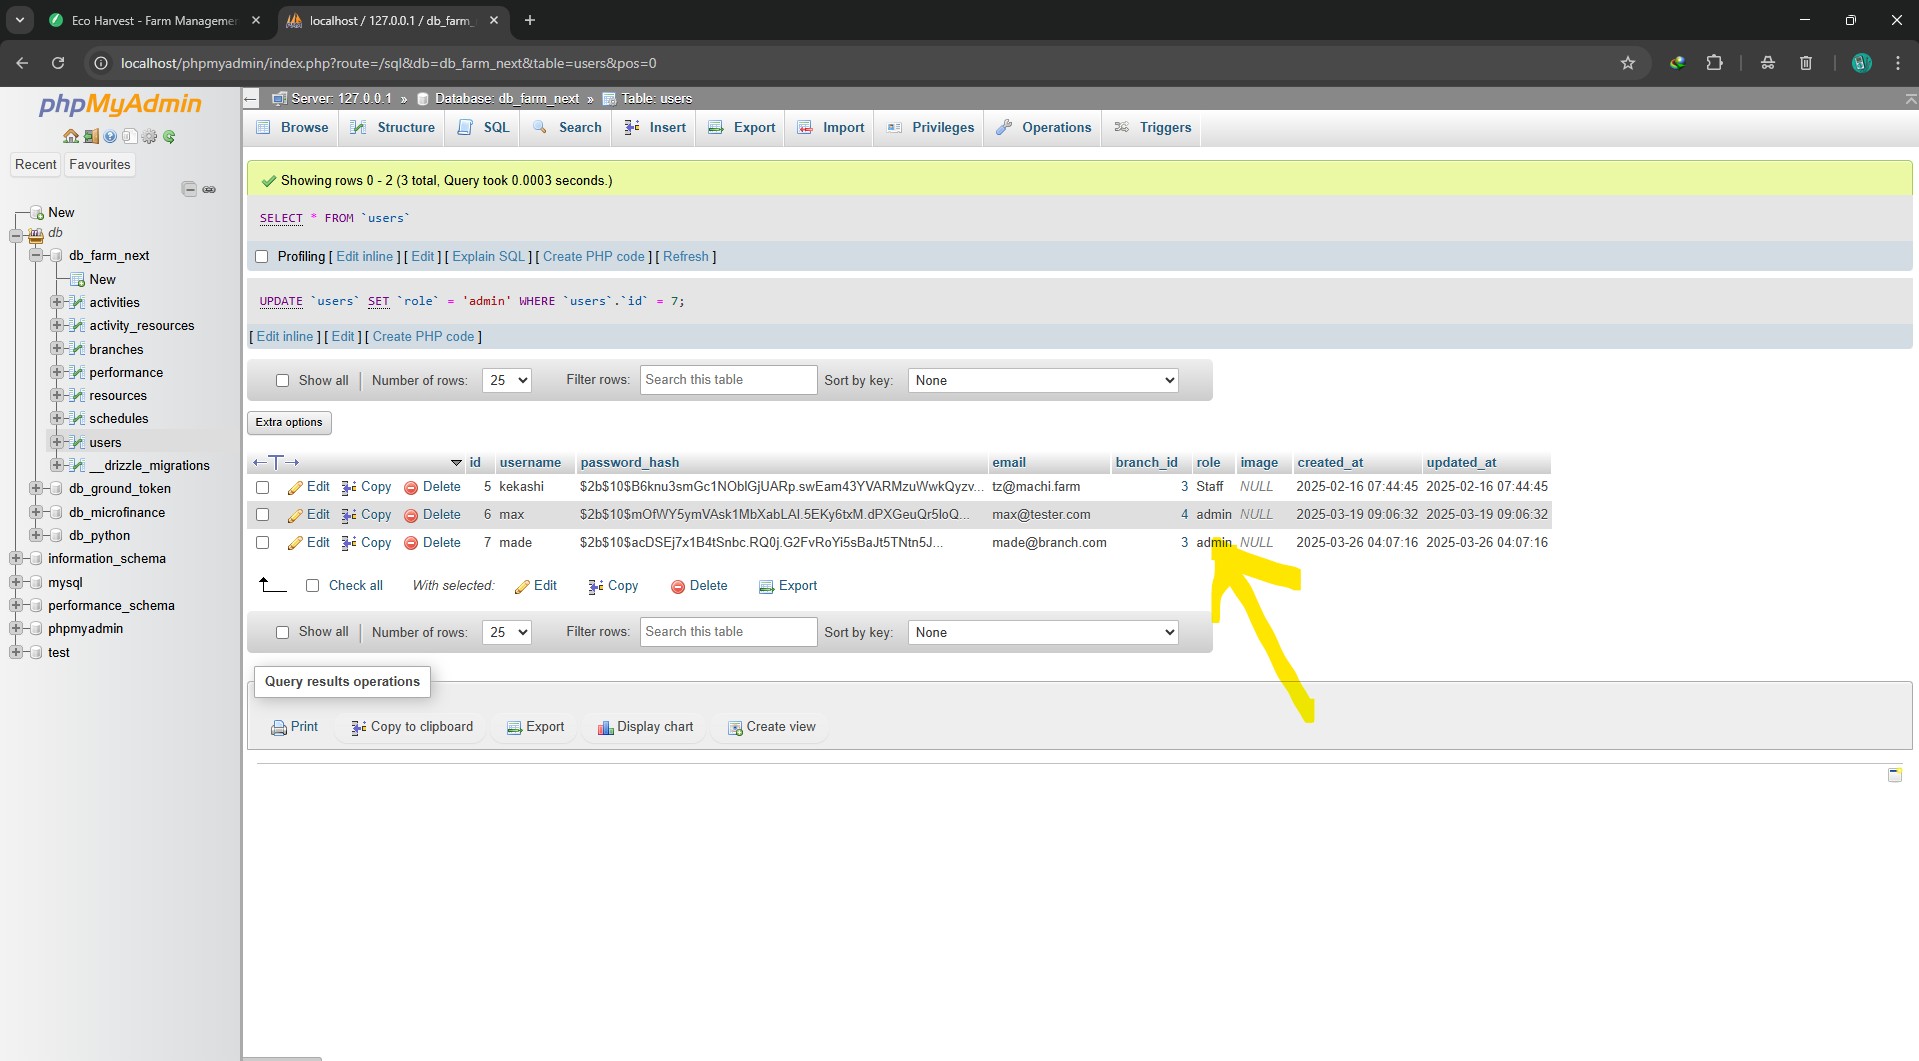 Eco Harvest - Farm Managemen
localhost / 127.0.0.1 / db_farm_
localhost/phpmyadmin/index.php?route=/sql&db=db_farm_next&table=users&pos=0
phpMyAdmin
Recent Favourites
New
db
db_farm_next
New
activities
activity_resources
branches
performance
resources
schedules
users
__drizzle_migrations
db_ground_token
db_microfinance
db_python
information_schema
mysql
performance_schema
phpmyadmin
test
Server: 127.0.0.1 » Database: db_farm_next » Table: users
Browse Structure SQL Search Insert Export Import Privileges Operations Triggers
Showing rows 0 - 2 (3 total, Query took 0.0003 seconds.)
SELECT * FROM `users`
Profiling [ Edit inline ] [ Edit ] [ Explain SQL ] [ Create PHP code ] [ Refresh ]
UPDATE `users` SET `role` = 'admin' WHERE `users`.`id` = 7;
[ Edit inline ] [ Edit ] [ Create PHP code ]
Show all Number of rows: 25 Filter rows: Search this table Sort by key: None
Extra options
id username password_hash email branch_id role image created_at updated_at
Edit Copy Delete 5 kekashi $2b$10$B6knu3smGc1NOblGjUARp.swEam43YVARMzuWwkQyzv... tz@machi.farm 3 Staff NULL 2025-02-16 07:44:45 2025-02-16 07:44:45
Edit Copy Delete 6 max $2b$10$mOfWY5ymVAsk1MbXabLAI.5EKy6txM.dPXGeuQr5loQ... max@tester.com 4 admin NULL 2025-03-19 09:06:32 2025-03-19 09:06:32
Edit Copy Delete 7 made $2b$10$acDSEj7x1B4tSnbc.RQ0j.G2FvRoYi5sBaJt5TNtn5J... made@branch.com 3 admin NULL 2025-03-26 04:07:16 2025-03-26 04:07:16
Check all With selected: Edit Copy Delete Export
Show all Number of rows: 25 Filter rows: Search this table Sort by key: None
Query results operations
Print Copy to clipboard Export Display chart Create view